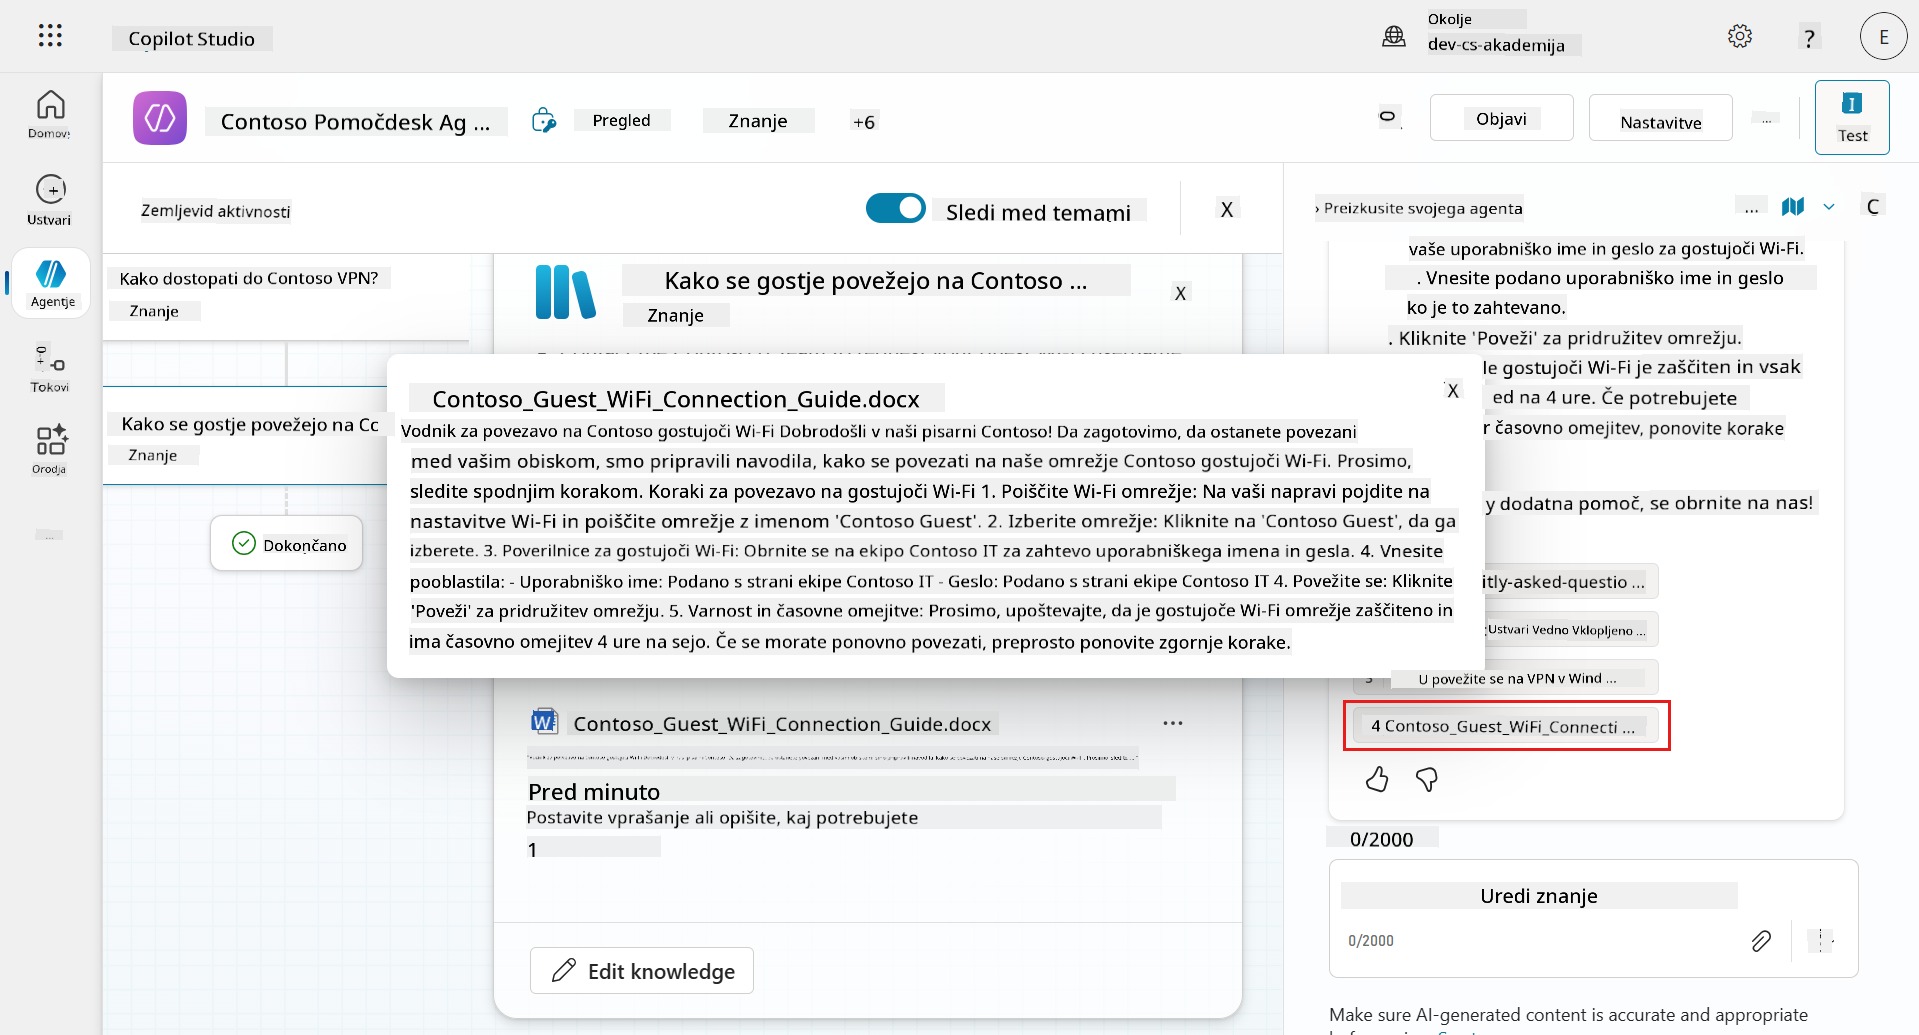 Copilot Studio
Okolje
dev-cs-akademija
?
E
Domov
Ustvari
Agentje
Tokovi
Orodja
...
Contoso Pomočdesk Ag ...
Pregled
Znanje
+6
Objavi
Nastavitve
...
Test
Zemljevid aktivnosti
Sledi med temami
X
Kako dostopati do Contoso VPN?
Znanje
Kako se gostje povežejo na Cc
Znanje
Dokončano
Kako se gostje povežejo na Contoso ...
Znanje
X
Contoso_Guest_WiFi_Connection_Guide.docx
X
Vodnik za povezavo na Contoso gostujoči Wi-Fi Dobrodošli v naši pisarni Contoso! Da zagotovimo, da ostanete povezani
med vašim obiskom, smo pripravili navodila, kako se povezati na naše omrežje Contoso gostujoči Wi-Fi. Prosimo,
sledite spodnjim korakom. Koraki za povezavo na gostujoči Wi-Fi 1. Poiščite Wi-Fi omrežje: Na vaši napravi pojdite na
nastavitve Wi-Fi in poiščite omrežje z imenom 'Contoso Guest'. 2. Izberite omrežje: Kliknite na 'Contoso Guest', da ga
izberete. 3. Poverilnice za gostujoči Wi-Fi: Obrnite se na ekipo Contoso IT za zahtevo uporabniškega imena in gesla. 4. Vnesite
pooblastila: - Uporabniško ime: Podano s strani ekipe Contoso IT - Geslo: Podano s strani ekipe Contoso IT 4. Povežite se: Kliknite
'Poveži' za pridružitev omrežju. 5. Varnost in časovne omejitve: Prosimo, upoštevajte, da je gostujoče Wi-Fi omrežje zaščiteno in
ima časovno omejitev 4 ure na sejo. Če se morate ponovno povezati, preprosto ponovite zgornje korake.
Contoso_Guest_WiFi_Connection_Guide.docx
...
Pred minuto
Postavite vprašanje ali opišite, kaj potrebujete
1
Edit knowledge
› Preizkusite svojega agenta
...
C
vaše uporabniško ime in geslo za gostujoči Wi-Fi.
. Vnesite podano uporabniško ime in geslo
ko je to zahtevano.
. Kliknite 'Poveži' za pridružitev omrežju.
le gostujoči Wi-Fi je zaščiten in vsak
ed na 4 ure. Če potrebujete
r časovno omejitev, ponovite korake
y dodatna pomoč, se obrnite na nas!
itly-asked-questio ...
Ustvari Vedno Vklopljeno ...
U povežite se na VPN v Wind ...
4 Contoso_Guest_WiFi_Connecti ...
0/2000
Uredi znanje
0/2000
Make sure AI-generated content is accurate and appropriate